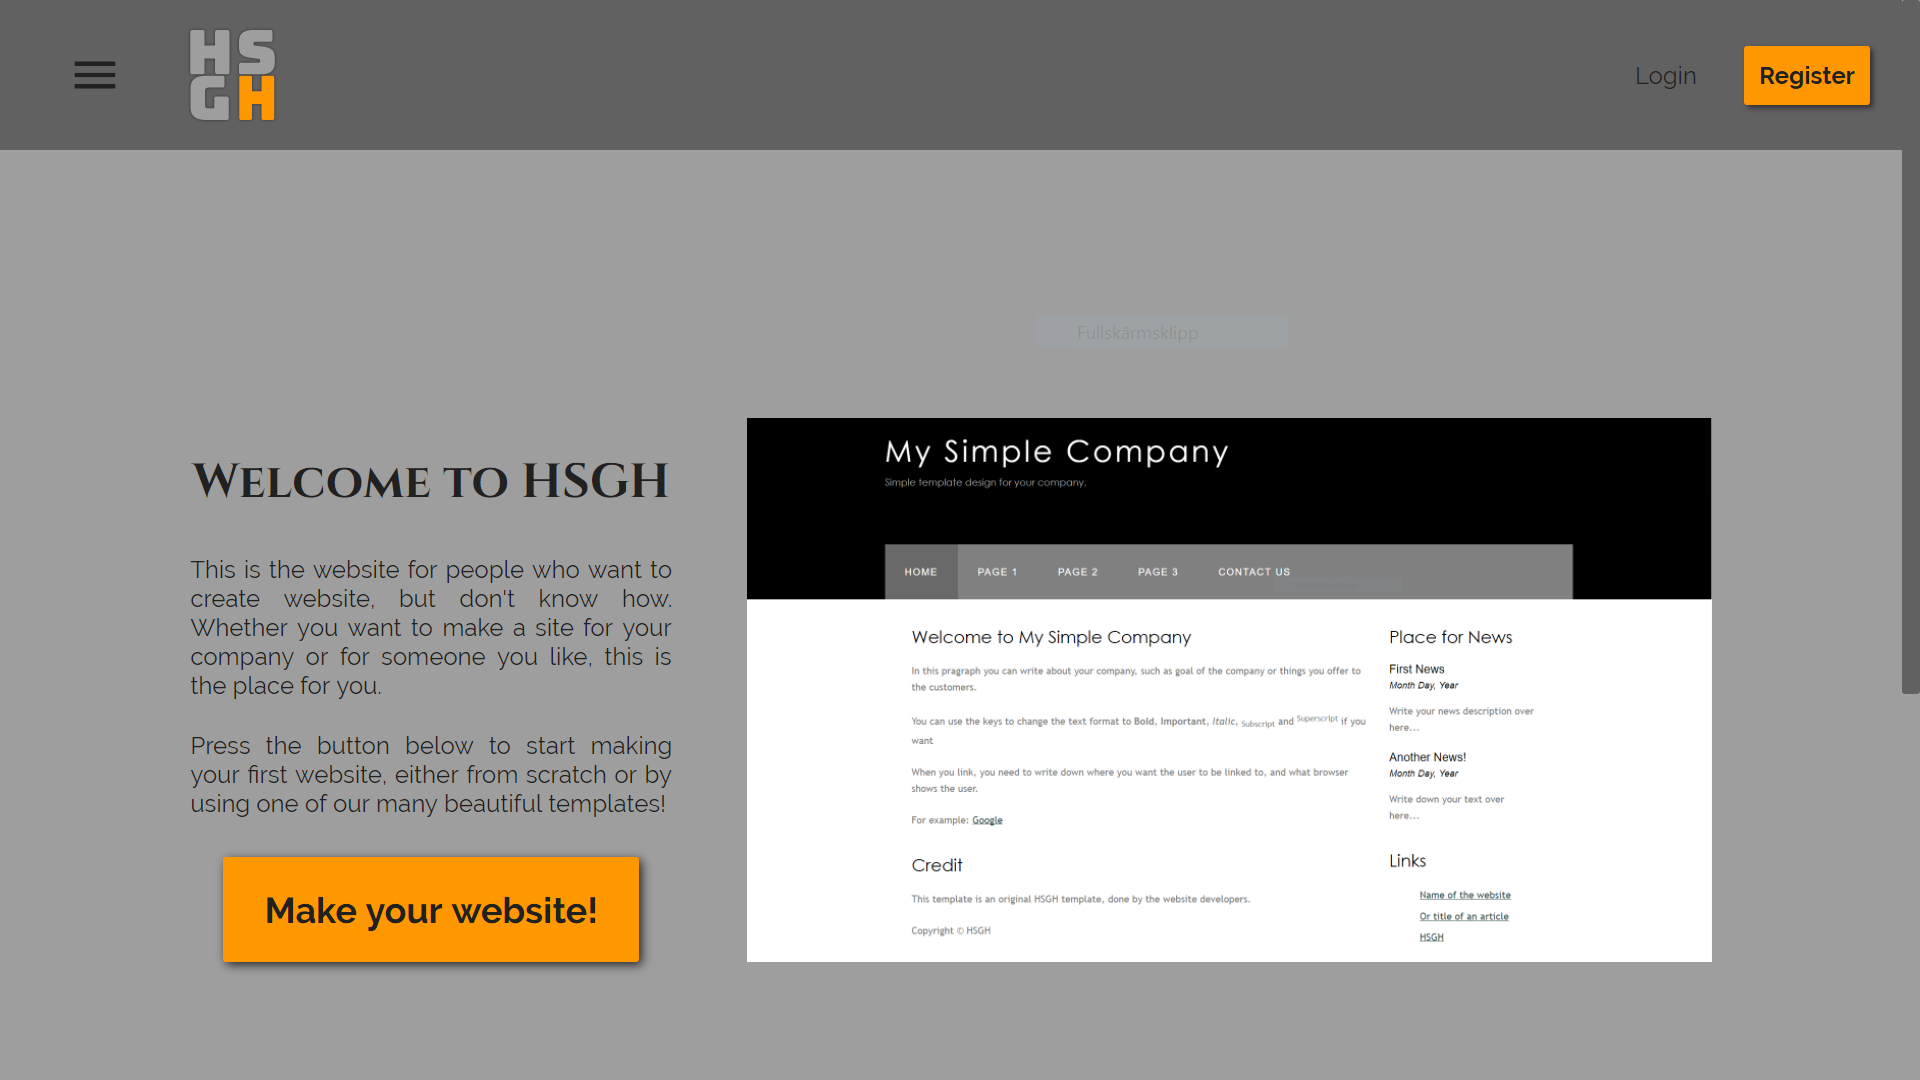 HS
GH
Login
Register
Fullskärmsklipp
WELCOME TO HSGH
This is the website for people who want to
create website, but don't know how.
Whether you want to make a site for your
company or for someone you like, this is
the place for you.
Press the button below to start making
your first website, either from scratch or by
using one of our many beautiful templates!
Make your website!
My Simple Company
Simple template design for your company.
HOME PAGE 1 PAGE 2 PAGE 3 CONTACT US
Welcome to My Simple Company
In this pragraph you can write about your company, such as goal of the company or things you offer to
the customers.
You can use the keys to change the text format to Bold, Important, Italic, Subscript and Superscript if you
want
When you link, you need to write down where you want the user to be linked to, and what browser
shows the user.
For example: Google
Credit
This template is an original HSGH template, done by the website developers.
Copyright © HSGH
Place for News
First News
Month Day, Year
Write your news description over
here...
Another News!
Month Day, Year
Write down your text over
here...
Links
Name of the website
Or title of an article
HSGH